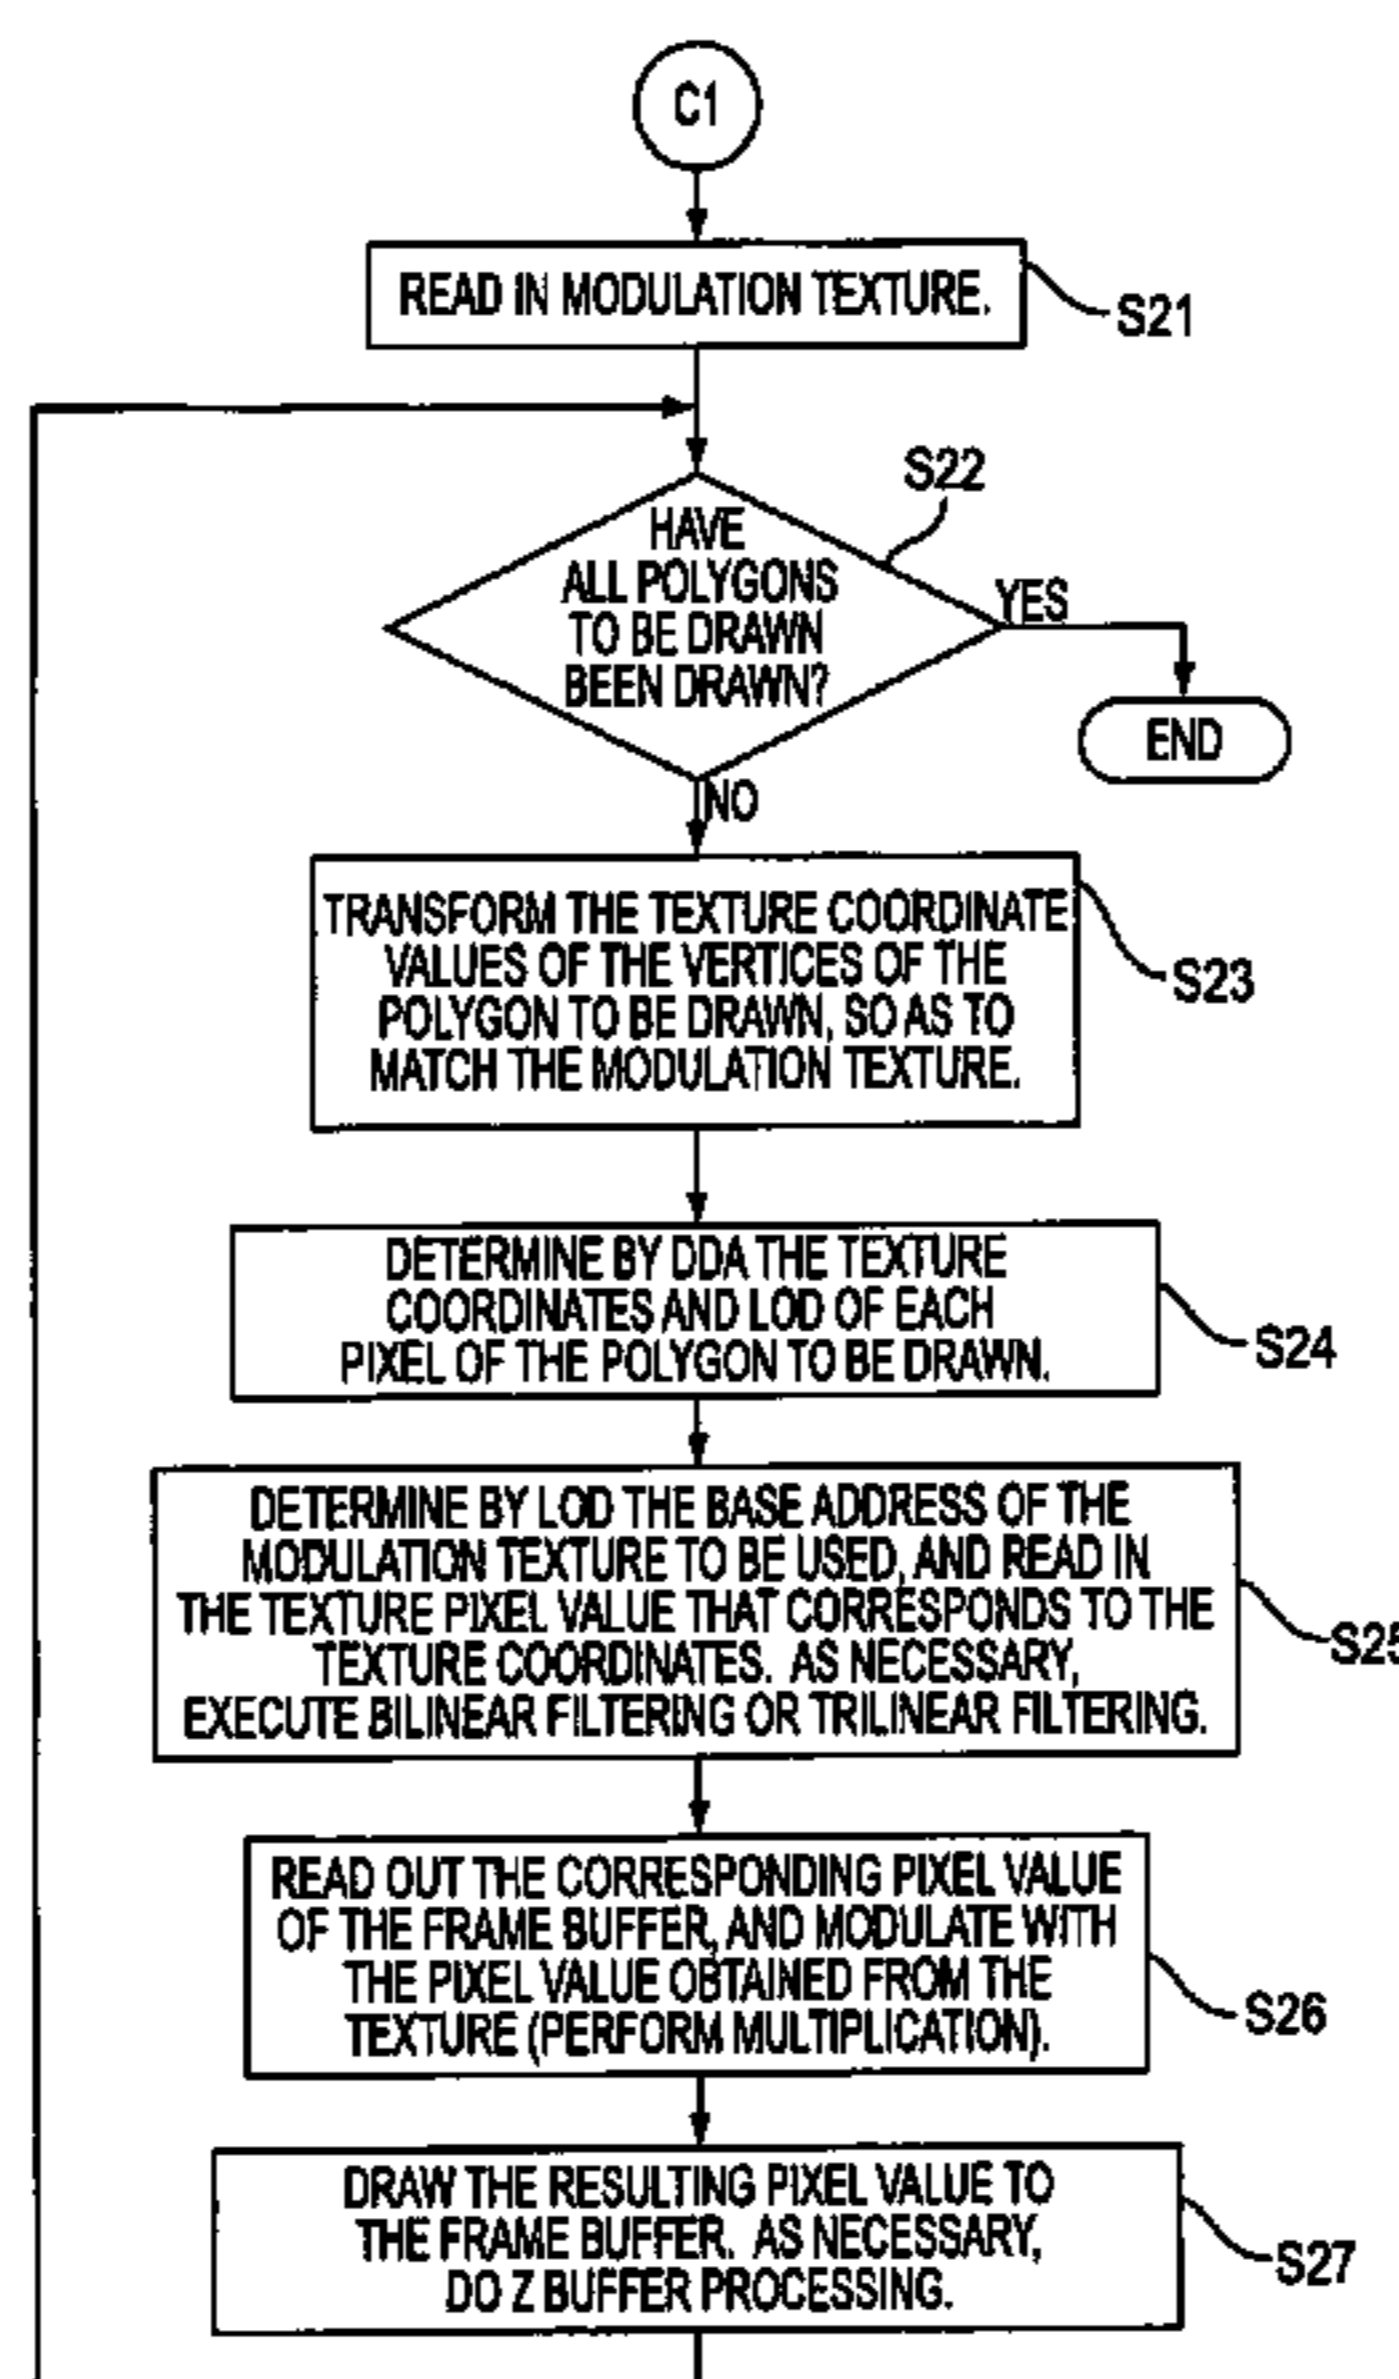 C1
READ IN MODULATION TEXTURE.
S21
S22
HAVE
ALL POLYGONS
TO BE DRAWN
BEEN DRAWN?
YES
END
NO
TRANSFORM THE TEXTURE COORDINATE
VALUES OF THE VERTICES OF THE
POLYGON TO BE DRAWN, SO AS TO
MATCH THE MODULATION TEXTURE.
S23
DETERMINE BY DDA THE TEXTURE
COORDINATES AND LOD OF EACH
PIXEL OF THE POLYGON TO BE DRAWN.
S24
DETERMINE BY LOD THE BASE ADDRESS OF THE
MODULATION TEXTURE TO BE USED, AND READ IN
THE TEXTURE PIXEL VALUE THAT CORRESPONDS TO THE
TEXTURE COORDINATES. AS NECESSARY,
EXECUTE BILINEAR FILTERING OR TRILINEAR FILTERING.
S25
READ OUT THE CORRESPONDING PIXEL VALUE
OF THE FRAME BUFFER, AND MODULATE WITH
THE PIXEL VALUE OBTAINED FROM THE
TEXTURE (PERFORM MULTIPLICATION).
S26
DRAW THE RESULTING PIXEL VALUE TO
THE FRAME BUFFER. AS NECESSARY,
DO Z BUFFER PROCESSING.
S27